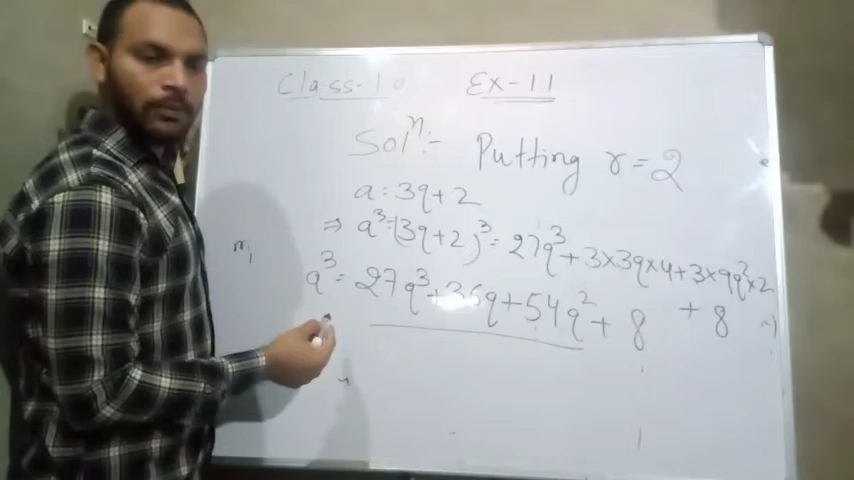 Class-10 Ex-11
Solⁿ:- Putting r=2
a=3q+2
⇒ a³=(3q+2)³=27q³+3×3q×4+3×9q²×2
+8
a³=27q³+36q+54q²+8